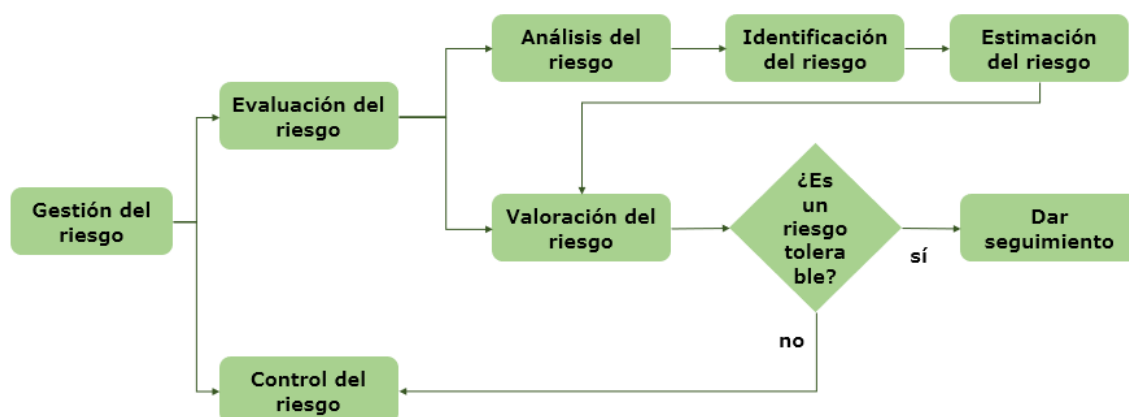 Análisis del
riesgo
Identificación
del riesgo
Estimación
del riesgo
Evaluación del
riesgo
Gestión del
riesgo
Valoración del
riesgo
¿Es
un
riesgo
tolera
ble?
sí
Dar
seguimiento
no
Control del
riesgo